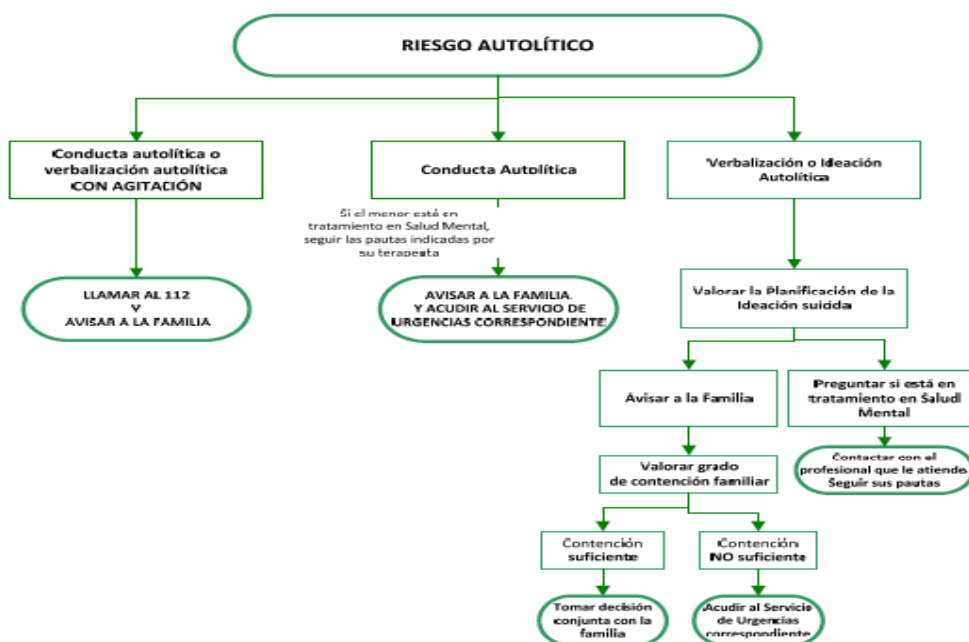 RIESGO AUTOLÍTICO
Conducta autolítica o
verbalización autolítica
CON AGITACIÓN
LLAMAR AL 112
Y
AVISAR A LA FAMILIA
Conducta Autolítica
Si el menor está en
tratamiento en Salud Mental,
seguir las pautas indicadas por
su terapeuta
AVISAR A LA FAMILIA.
Y ACUDIR AL SERVICIO DE
URGENCIAS CORRESPONDIENTE
Verbalización o Ideación
Autolítica
Valorar la Planificación de la
Ideación suicida
Avisar a la Familia
Valorar grado
de contención familiar
Contención
suficiente
Tomar decisión
conjunta con la
familia
Contención
NO suficiente
Acudir al Servicio
de Urgencias
correspondiente
Preguntar si está en
tratamiento en Salud
Mental
Contactar con el
profesional que le atiende.
Seguir sus pautas